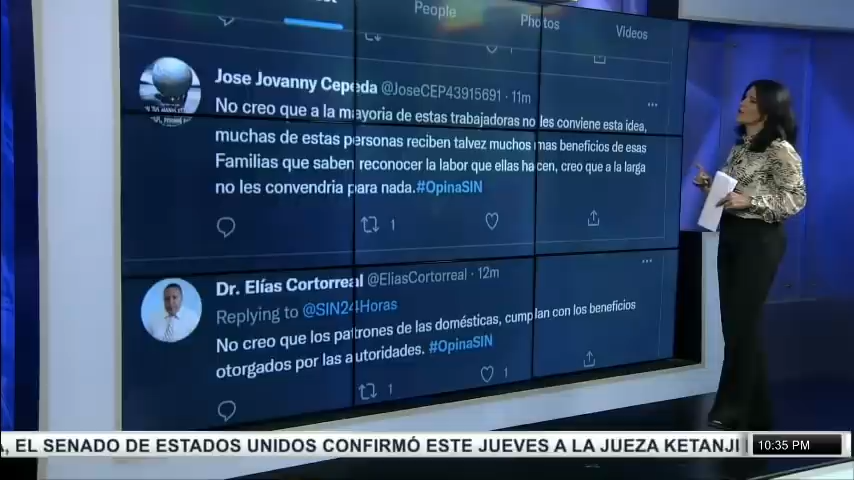 People
Photos
Videos
1
Jose Jovanny Cepeda @JoseCEP43915691 · 11m
No creo que a la mayoria de estas trabajadoras no les conviene esta idea,
muchas de estas personas reciben talvez muchos mas beneficios de esas
Familias que saben reconocer la labor que ellas hacen, creo que a la larga
no les convendria para nada.#OpinaSIN
1
Dr. Elías Cortorreal @EliasCortorreal · 12m
Replying to @SIN24Horas
No creo que los patrones de las domésticas, cumplan con los beneficios
otorgados por las autoridades. #OpinaSIN
1 1
, EL SENADO DE ESTADOS UNIDOS CONFIRMÓ ESTE JUEVES A LA JUEZA KETANJI
10:35 PM